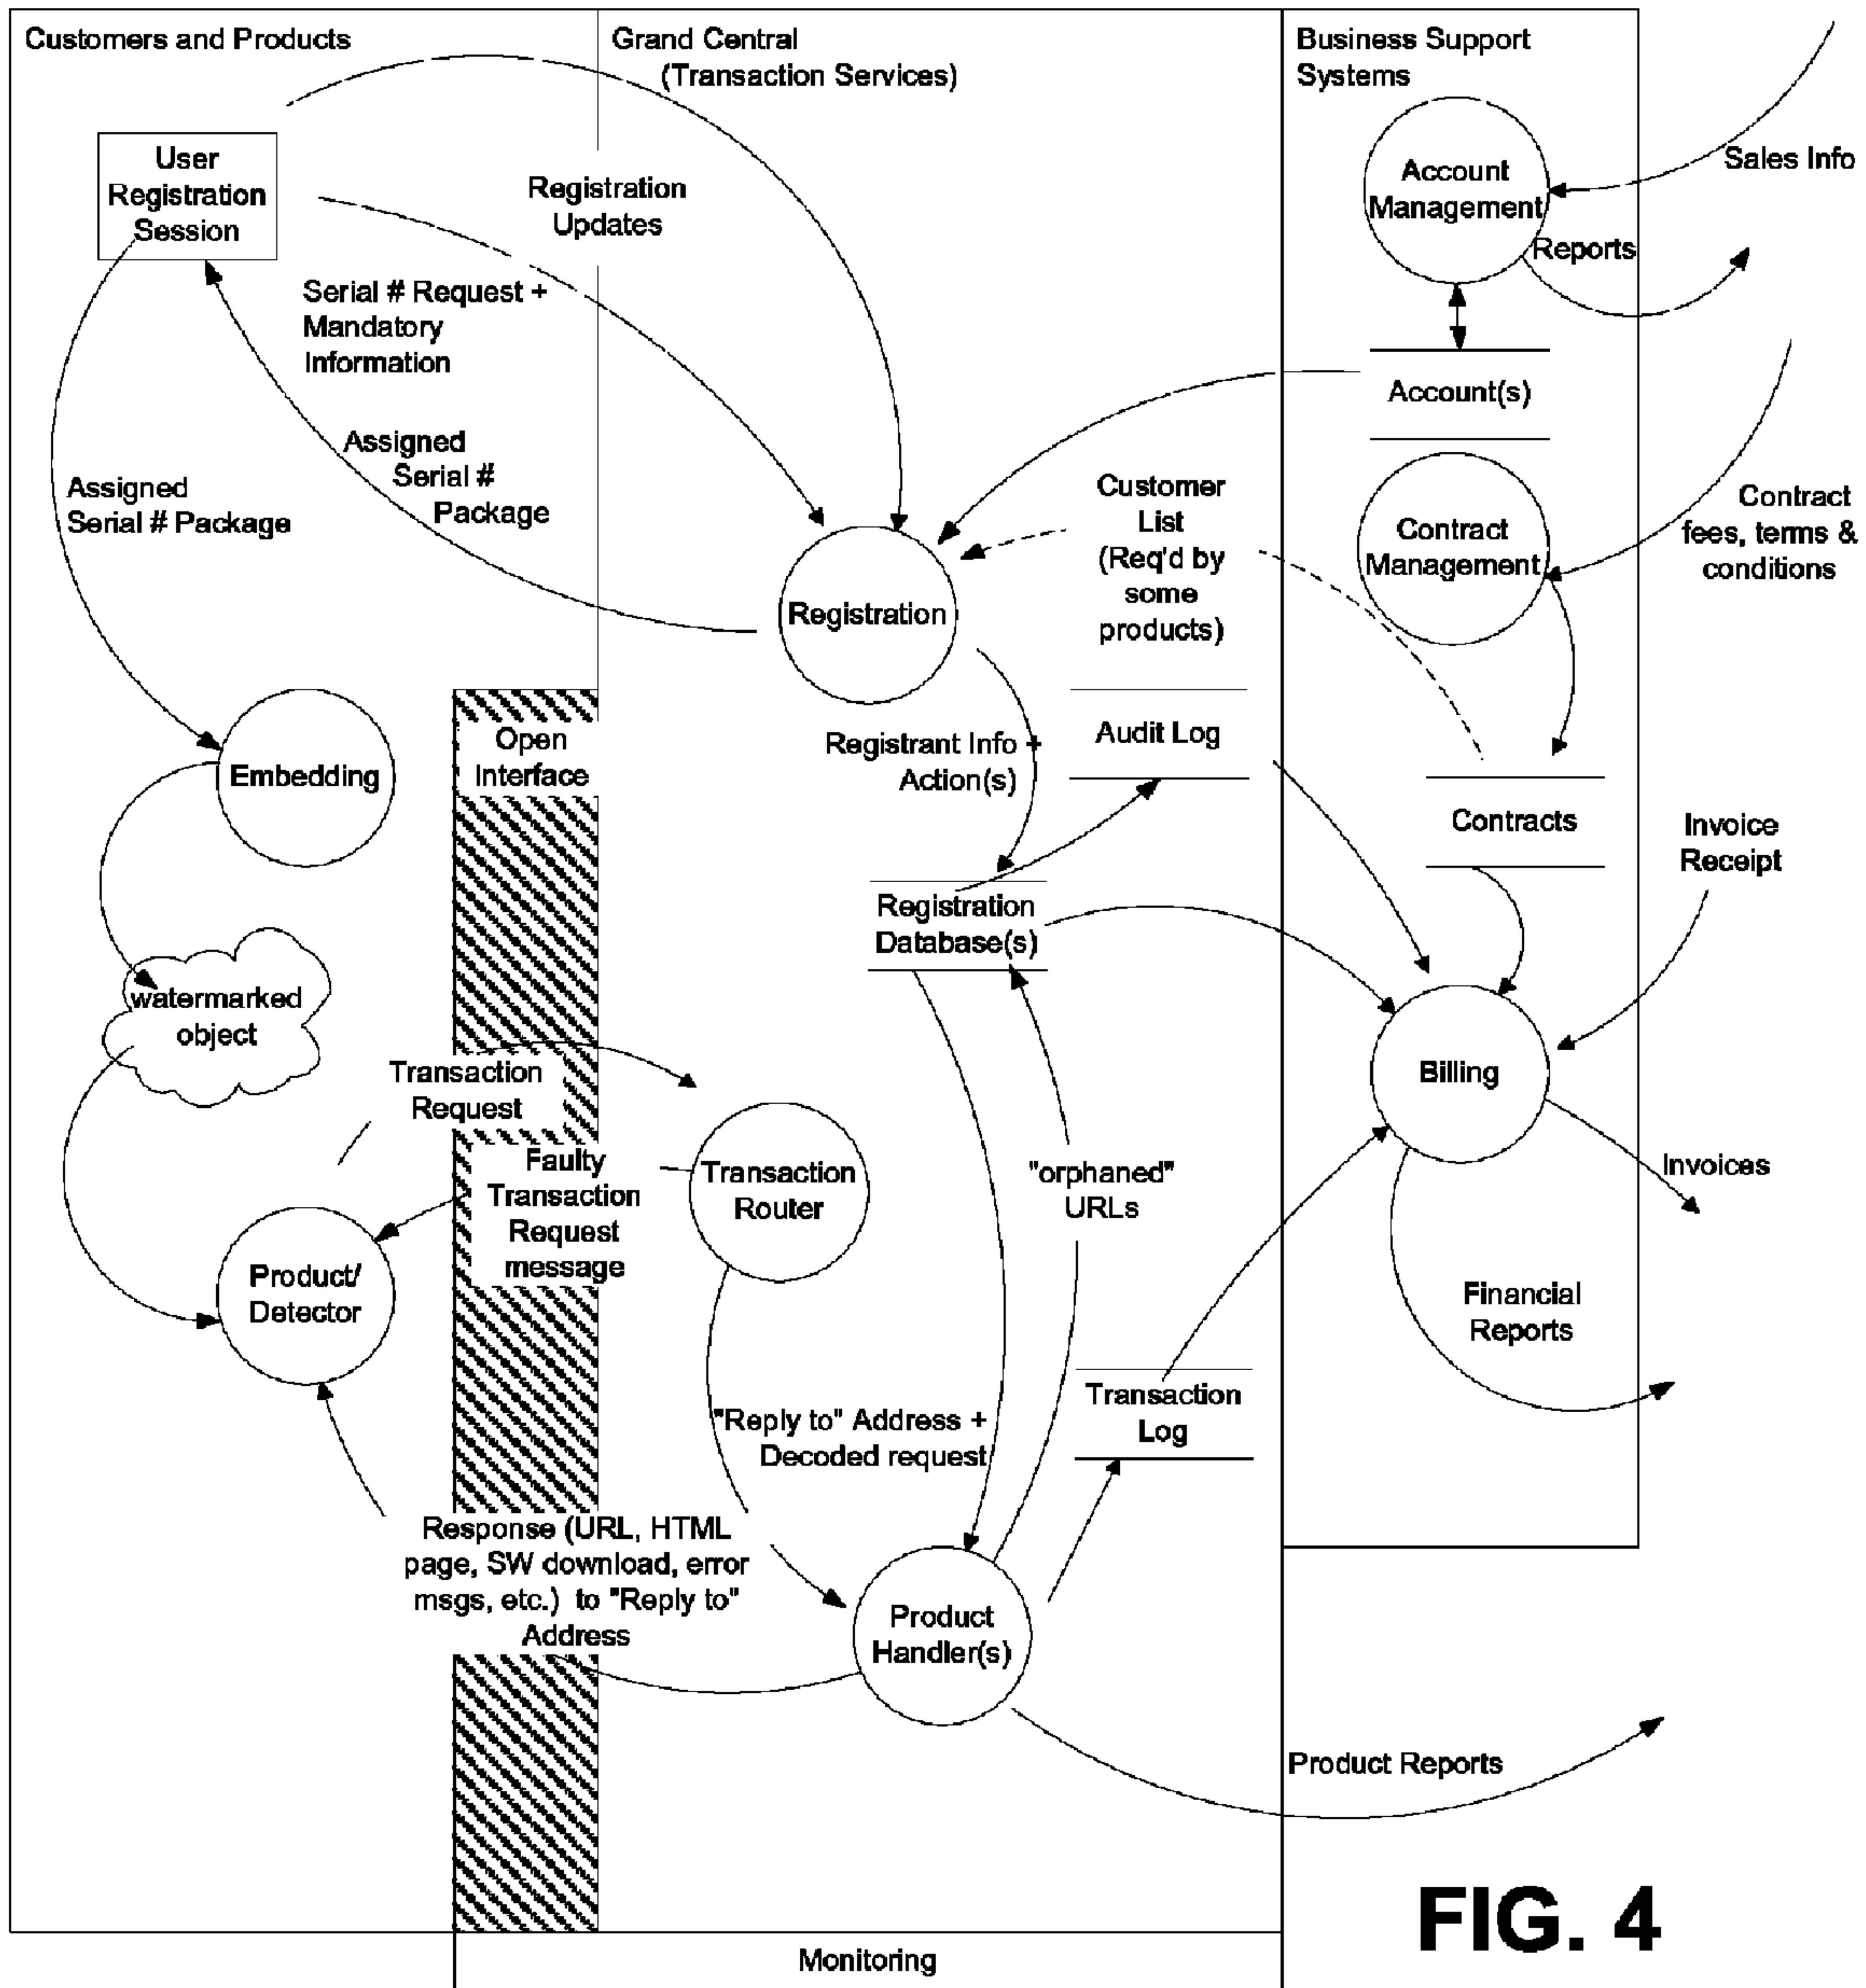 Customers and Products
Grand Central
(Transaction Services)
Business Support
Systems
User
Registration
Session
Registration
Updates
Account
Management
Sales Info
Reports
Serial # Request +
Mandatory
Information
Account(s)
Assigned
Serial #
Package
Assigned
Serial # Package
Customer
List
(Req'd by
some
products)
Contract
Management
Contract
fees, terms &
conditions
Registration
Open
Interface
Registrant Info +
Action(s)
Audit Log
Embedding
Contracts
Invoice
Receipt
Registration
Database(s)
watermarked
object
Transaction
Request
Billing
Faulty
Transaction
Request
message
Transaction
Router
"orphaned"
URLs
Invoices
Product/
Detector
Financial
Reports
"Reply to" Address +
Decoded request
Transaction
Log
Response (URL, HTML
page, SW download, error
msgs, etc.) to "Reply to"
Address
Product
Handler(s)
Product Reports
FIG. 4
Monitoring